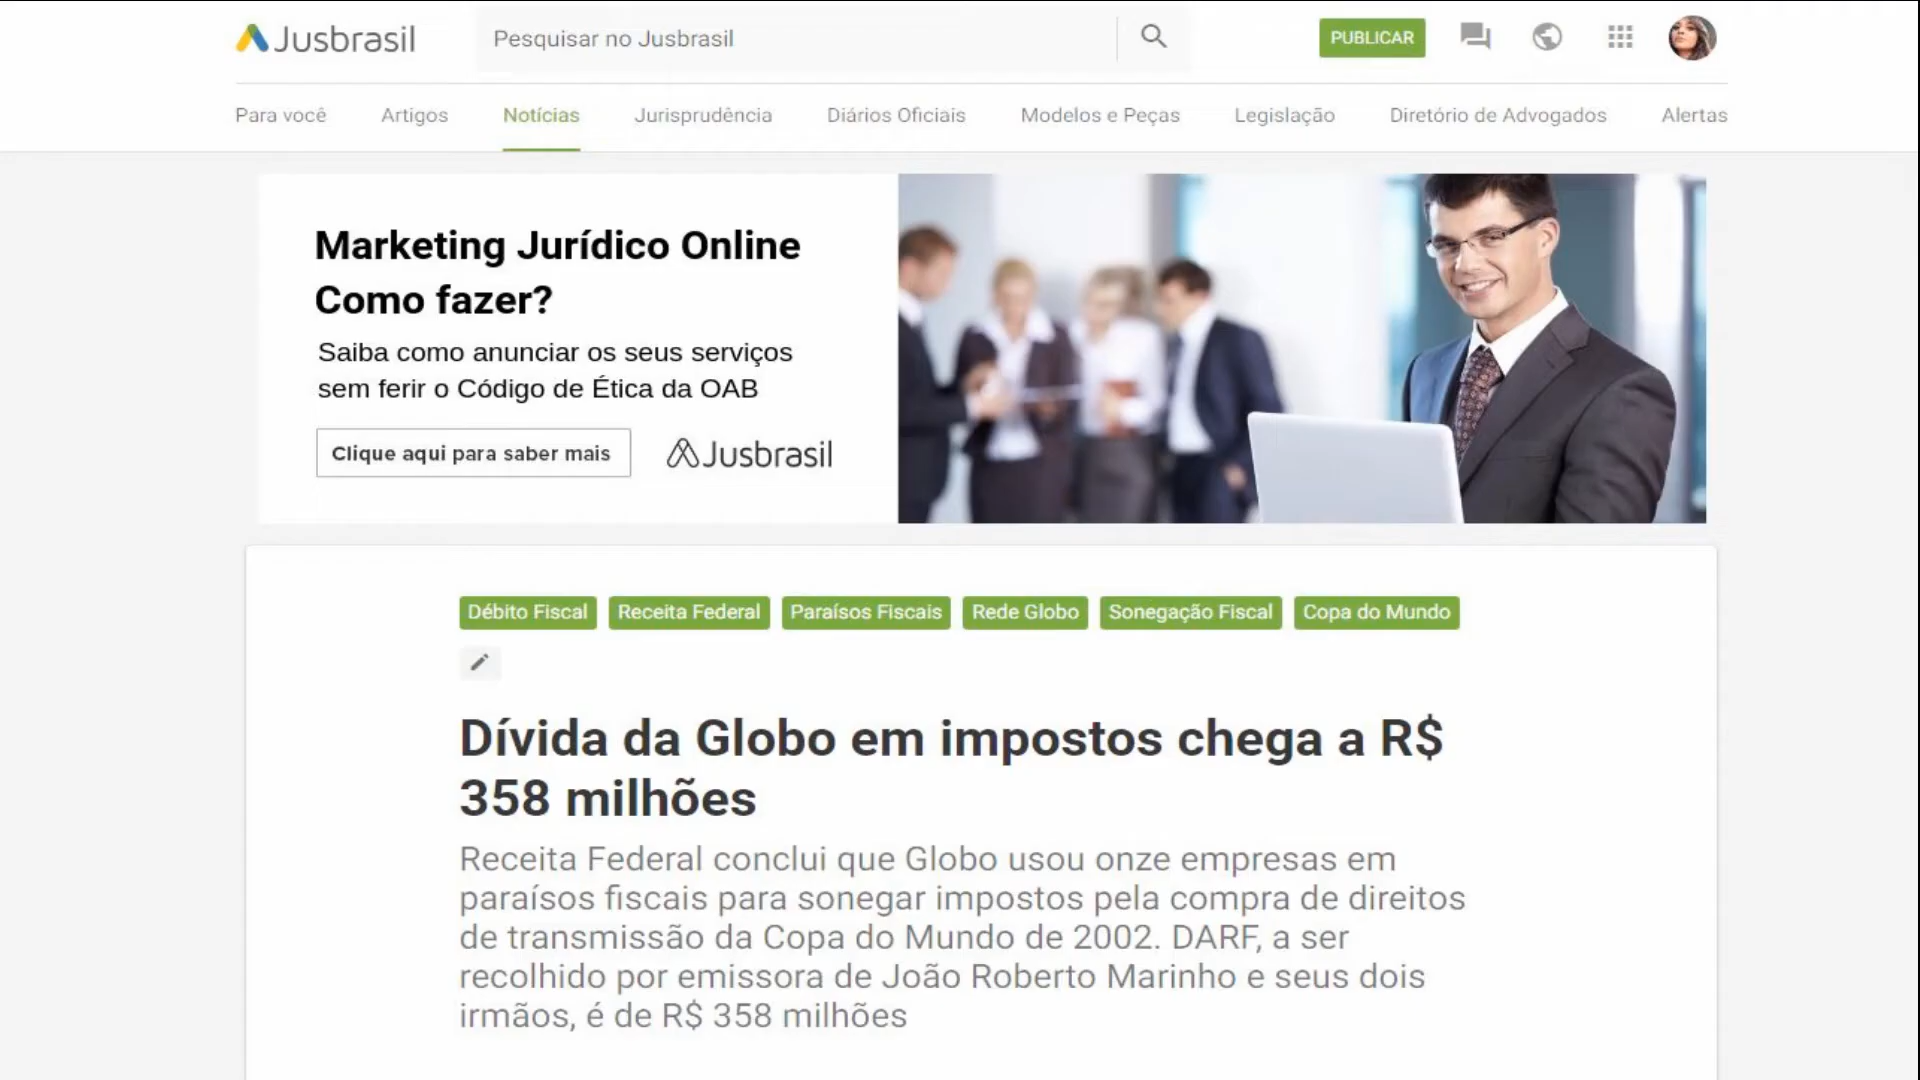 Jusbrasil
Pesquisar no Jusbrasil
PUBLICAR
Para você Artigos Notícias Jurisprudência Diários Oficiais Modelos e Peças Legislação Diretório de Advogados Alertas
Marketing Jurídico Online
Como fazer?
Saiba como anunciar os seus serviços
sem ferir o Código de Ética da OAB
Clique aqui para saber mais
Jusbrasil
Débito Fiscal Receita Federal Paraísos Fiscais Rede Globo Sonegação Fiscal Copa do Mundo
Dívida da Globo em impostos chega a R$
358 milhões
Receita Federal conclui que Globo usou onze empresas em
paraísos fiscais para sonegar impostos pela compra de direitos
de transmissão da Copa do Mundo de 2002. DARF, a ser
recolhido por emissora de João Roberto Marinho e seus dois
irmãos, é de R$ 358 milhões